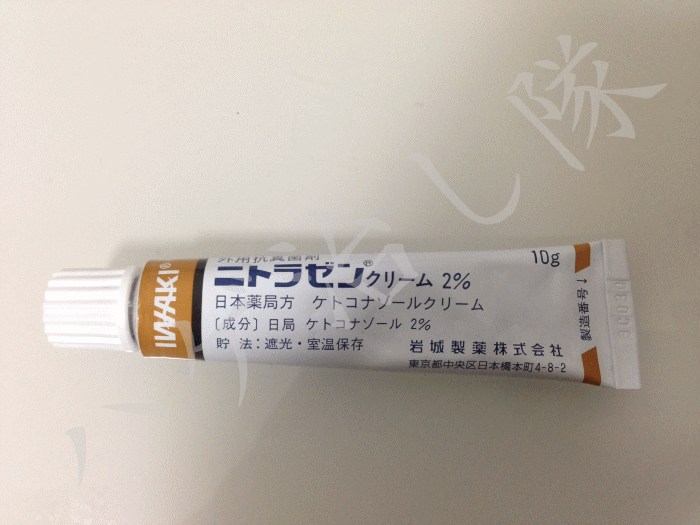 外用抗真菌剤
ニトラゼン® クリーム 2%
10g
IWAKI®
日本薬局方 ケトコナゾールクリーム
〔成分〕日局 ケトコナゾール 2%
貯 法:遮光・室温保存
岩城製薬株式会社
東京都中央区日本橋本町4-8-2
製造番号↓